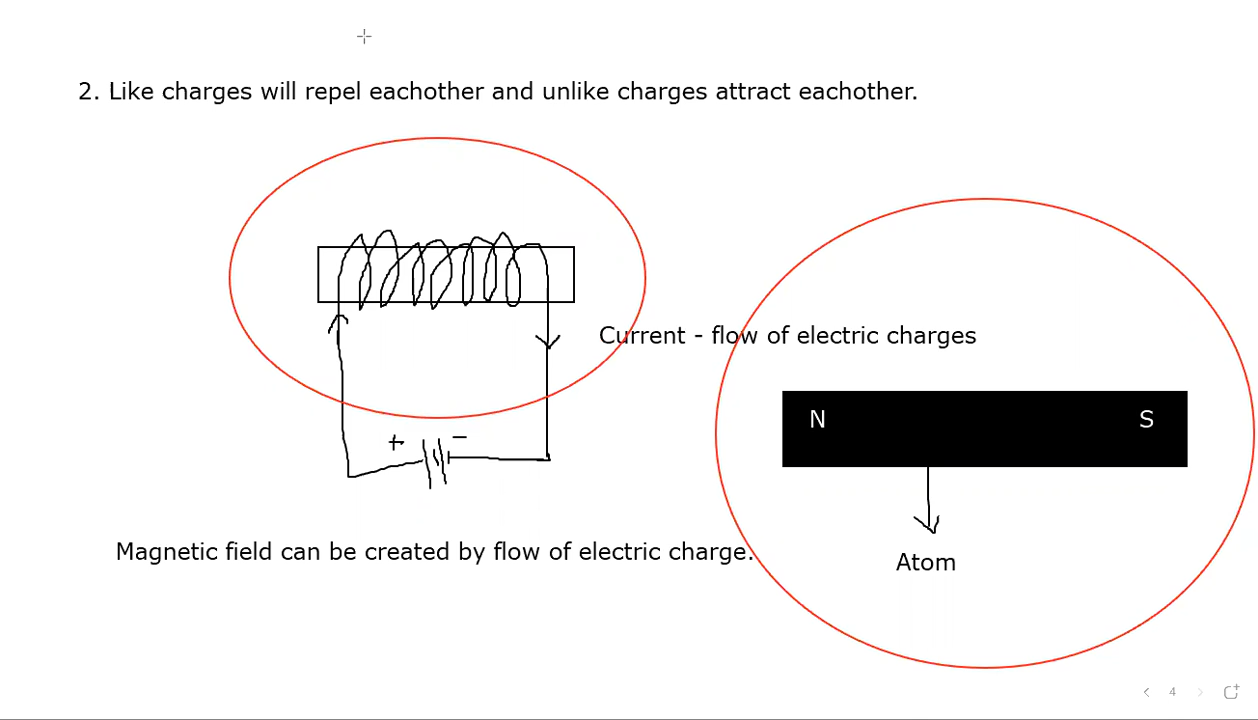 2. Like charges will repel eachother and unlike charges attract eachother.
Current - flow of electric charges
N S
+ -
Magnetic field can be created by flow of electric charge.
Atom
4